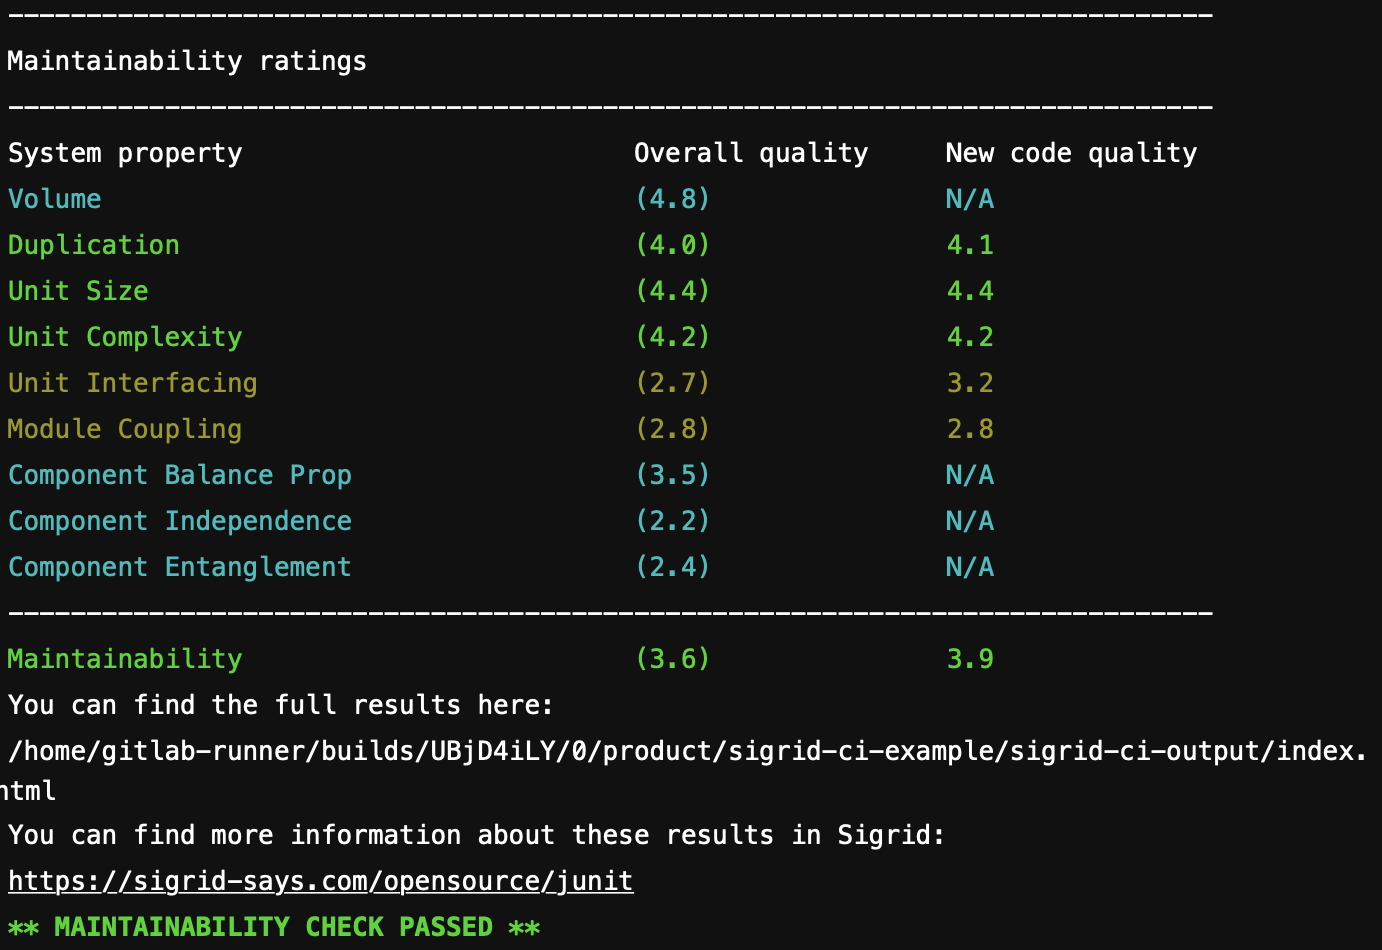 -----------------------------------------------------------------------------
Maintainability ratings
-----------------------------------------------------------------------------
System property Overall quality New code quality
Volume (4.8) N/A
Duplication (4.0) 4.1
Unit Size (4.4) 4.4
Unit Complexity (4.2) 4.2
Unit Interfacing (2.7) 3.2
Module Coupling (2.8) 2.8
Component Balance Prop (3.5) N/A
Component Independence (2.2) N/A
Component Entanglement (2.4) N/A
-----------------------------------------------------------------------------
Maintainability (3.6) 3.9
You can find the full results here:
/home/gitlab-runner/builds/UBjD4iLY/0/product/sigrid-ci-example/sigrid-ci-output/index.
html
You can find more information about these results in Sigrid:
https://sigrid-says.com/opensource/junit
** MAINTAINABILITY CHECK PASSED **